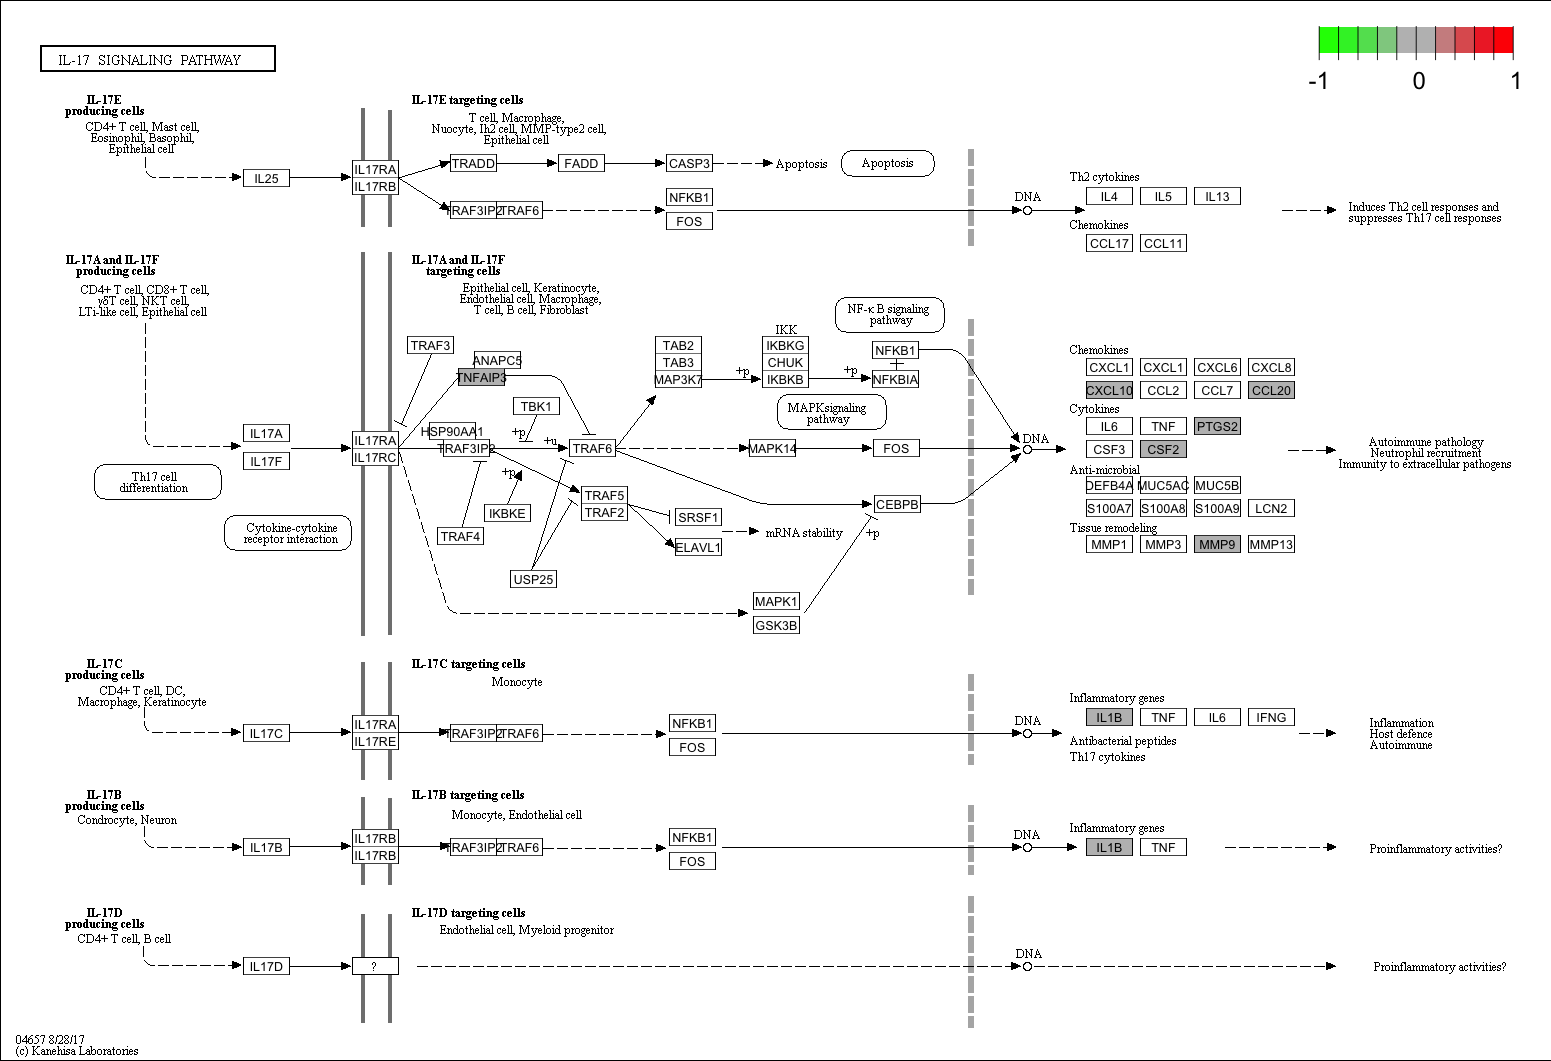 IL-17 SIGNALING PATHWAY
-1 0 1
IL-17E
producing cells
CD4+ T cell, Mast cell,
Eosinophil, Basophil,
Epithelial cell
IL25
IL17RA
IL17RB
IL-17E targeting cells
T cell, Macrophage,
Nuocyte, Ih2 cell, MMP-type2 cell,
Epithelial cell
TRADD
FADD
CASP3
Apoptosis
Apoptosis
TRAF3IP2
TRAF6
NFKB1
FOS
DNA
Th2 cytokines
IL4 IL5 IL13
Chemokines
CCL17 CCL11
Induces Th2 cell responses and
suppresses Th17 cell responses
IL-17A and IL-17F
producing cells
CD4+ T cell, CD8+ T cell,
γδT cell, NKT cell,
LTi-like cell, Epithelial cell
IL17A
IL17F
Th17 cell
differentiation
Cytokine-cytokine
receptor interaction
IL17RA
IL17RC
IL-17A and IL-17F
targeting cells
Epithelial cell, Keratinocyte,
Endothelial cell, Macrophage,
T cell, B cell, Fibroblast
TRAF3
ANAPC5
TNFAIP3
TBK1
HSP90AA1
TRAF3IP2
+p
+u
+p
TRAF6
IKBKE
TRAF4
USP25
TRAF5
TRAF2
SRSF1
ELAVL1
mRNA stability
TAB2
TAB3
MAP3K7
+p
IKK
IKBKG
CHUK
IKBKB
+p
NF-κ B signaling
pathway
NFKB1
NFKBIA
MAPKsignaling
pathway
MAPK14
FOS
CEBPB
+p
MAPK1
GSK3B
DNA
Chemokines
CXCL1 CXCL1 CXCL6 CXCL8
CXCL10 CCL2 CCL7 CCL20
Cytokines
IL6 TNF PTGS2
CSF3 CSF2
Anti-microbial
DEFB4A MUC5AC MUC5B
S100A7 S100A8 S100A9 LCN2
Tissue remodeling
MMP1 MMP3 MMP9 MMP13
Autoimmune pathology
Neutrophil recruitment
Immunity to extracellular pathogens
IL-17C
producing cells
CD4+ T cell, DC,
Macrophage, Keratinocyte
IL17C
IL17RA
IL17RE
IL-17C targeting cells
Monocyte
TRAF3IP2
TRAF6
NFKB1
FOS
DNA
Inflammatory genes
IL1B TNF IL6 IFNG
Antibacterial peptides
Th17 cytokines
Inflammation
Host defence
Autoimmune
IL-17B
producing cells
Condrocyte, Neuron
IL17B
IL17RB
IL17RB
IL-17B targeting cells
Monocyte, Endothelial cell
TRAF3IP2
TRAF6
NFKB1
FOS
DNA
Inflammatory genes
IL1B TNF
Proinflammatory activities?
IL-17D
producing cells
CD4+ T cell, B cell
IL17D
?
IL-17D targeting cells
Endothelial cell, Myeloid progenitor
DNA
Proinflammatory activities?
04657 8/28/17
(c) Kanehisa Laboratories